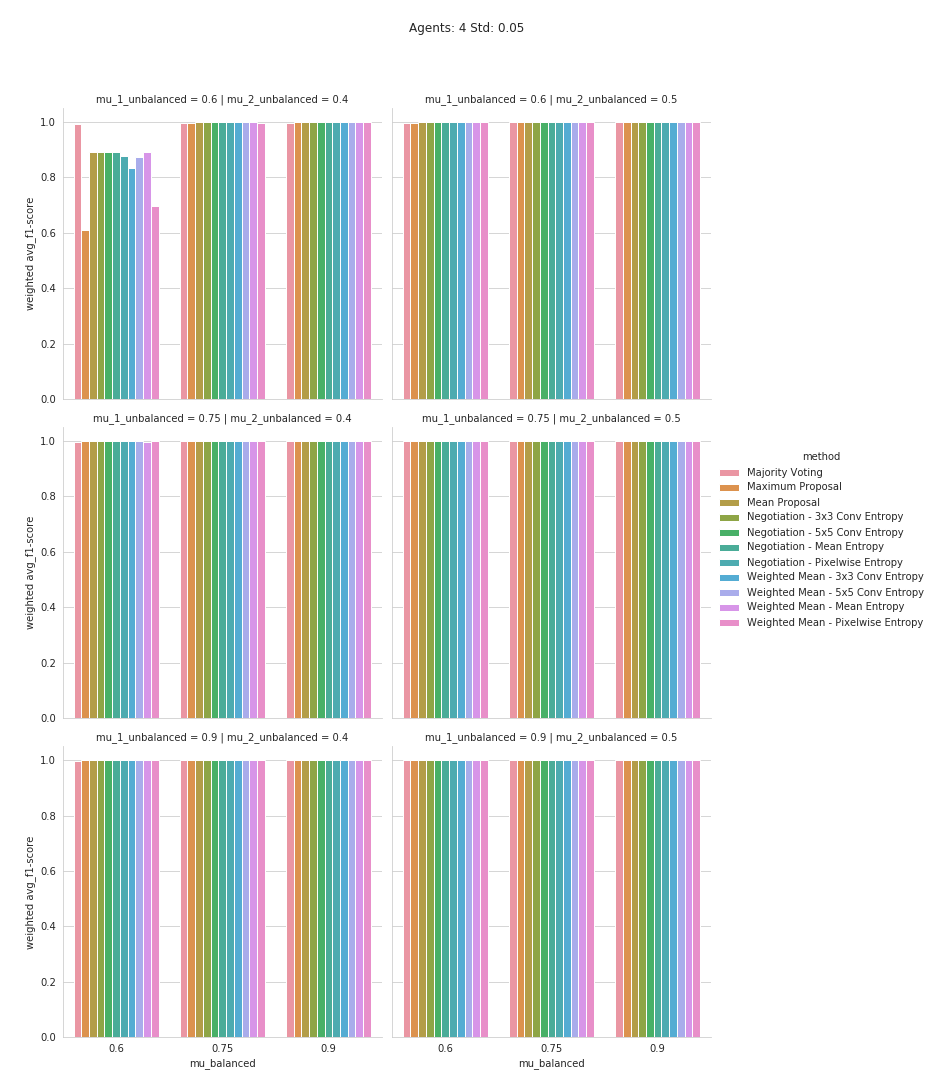 Agents: 4 Std: 0.05
mu_1_unbalanced = 0.6 | mu_2_unbalanced = 0.4
mu_1_unbalanced = 0.6 | mu_2_unbalanced = 0.5
1.0
0.8
0.6
0.4
0.2
0.0
weighted avg_f1-score
mu_1_unbalanced = 0.75 | mu_2_unbalanced = 0.4
mu_1_unbalanced = 0.75 | mu_2_unbalanced = 0.5
1.0
0.8
0.6
0.4
0.2
0.0
weighted avg_f1-score
mu_1_unbalanced = 0.9 | mu_2_unbalanced = 0.4
mu_1_unbalanced = 0.9 | mu_2_unbalanced = 0.5
1.0
0.8
0.6
0.4
0.2
0.0
weighted avg_f1-score
0.6
0.75
0.9
mu_balanced
0.6
0.75
0.9
mu_balanced
method
Majority Voting
Maximum Proposal
Mean Proposal
Negotiation - 3x3 Conv Entropy
Negotiation - 5x5 Conv Entropy
Negotiation - Mean Entropy
Negotiation - Pixelwise Entropy
Weighted Mean - 3x3 Conv Entropy
Weighted Mean - 5x5 Conv Entropy
Weighted Mean - Mean Entropy
Weighted Mean - Pixelwise Entropy